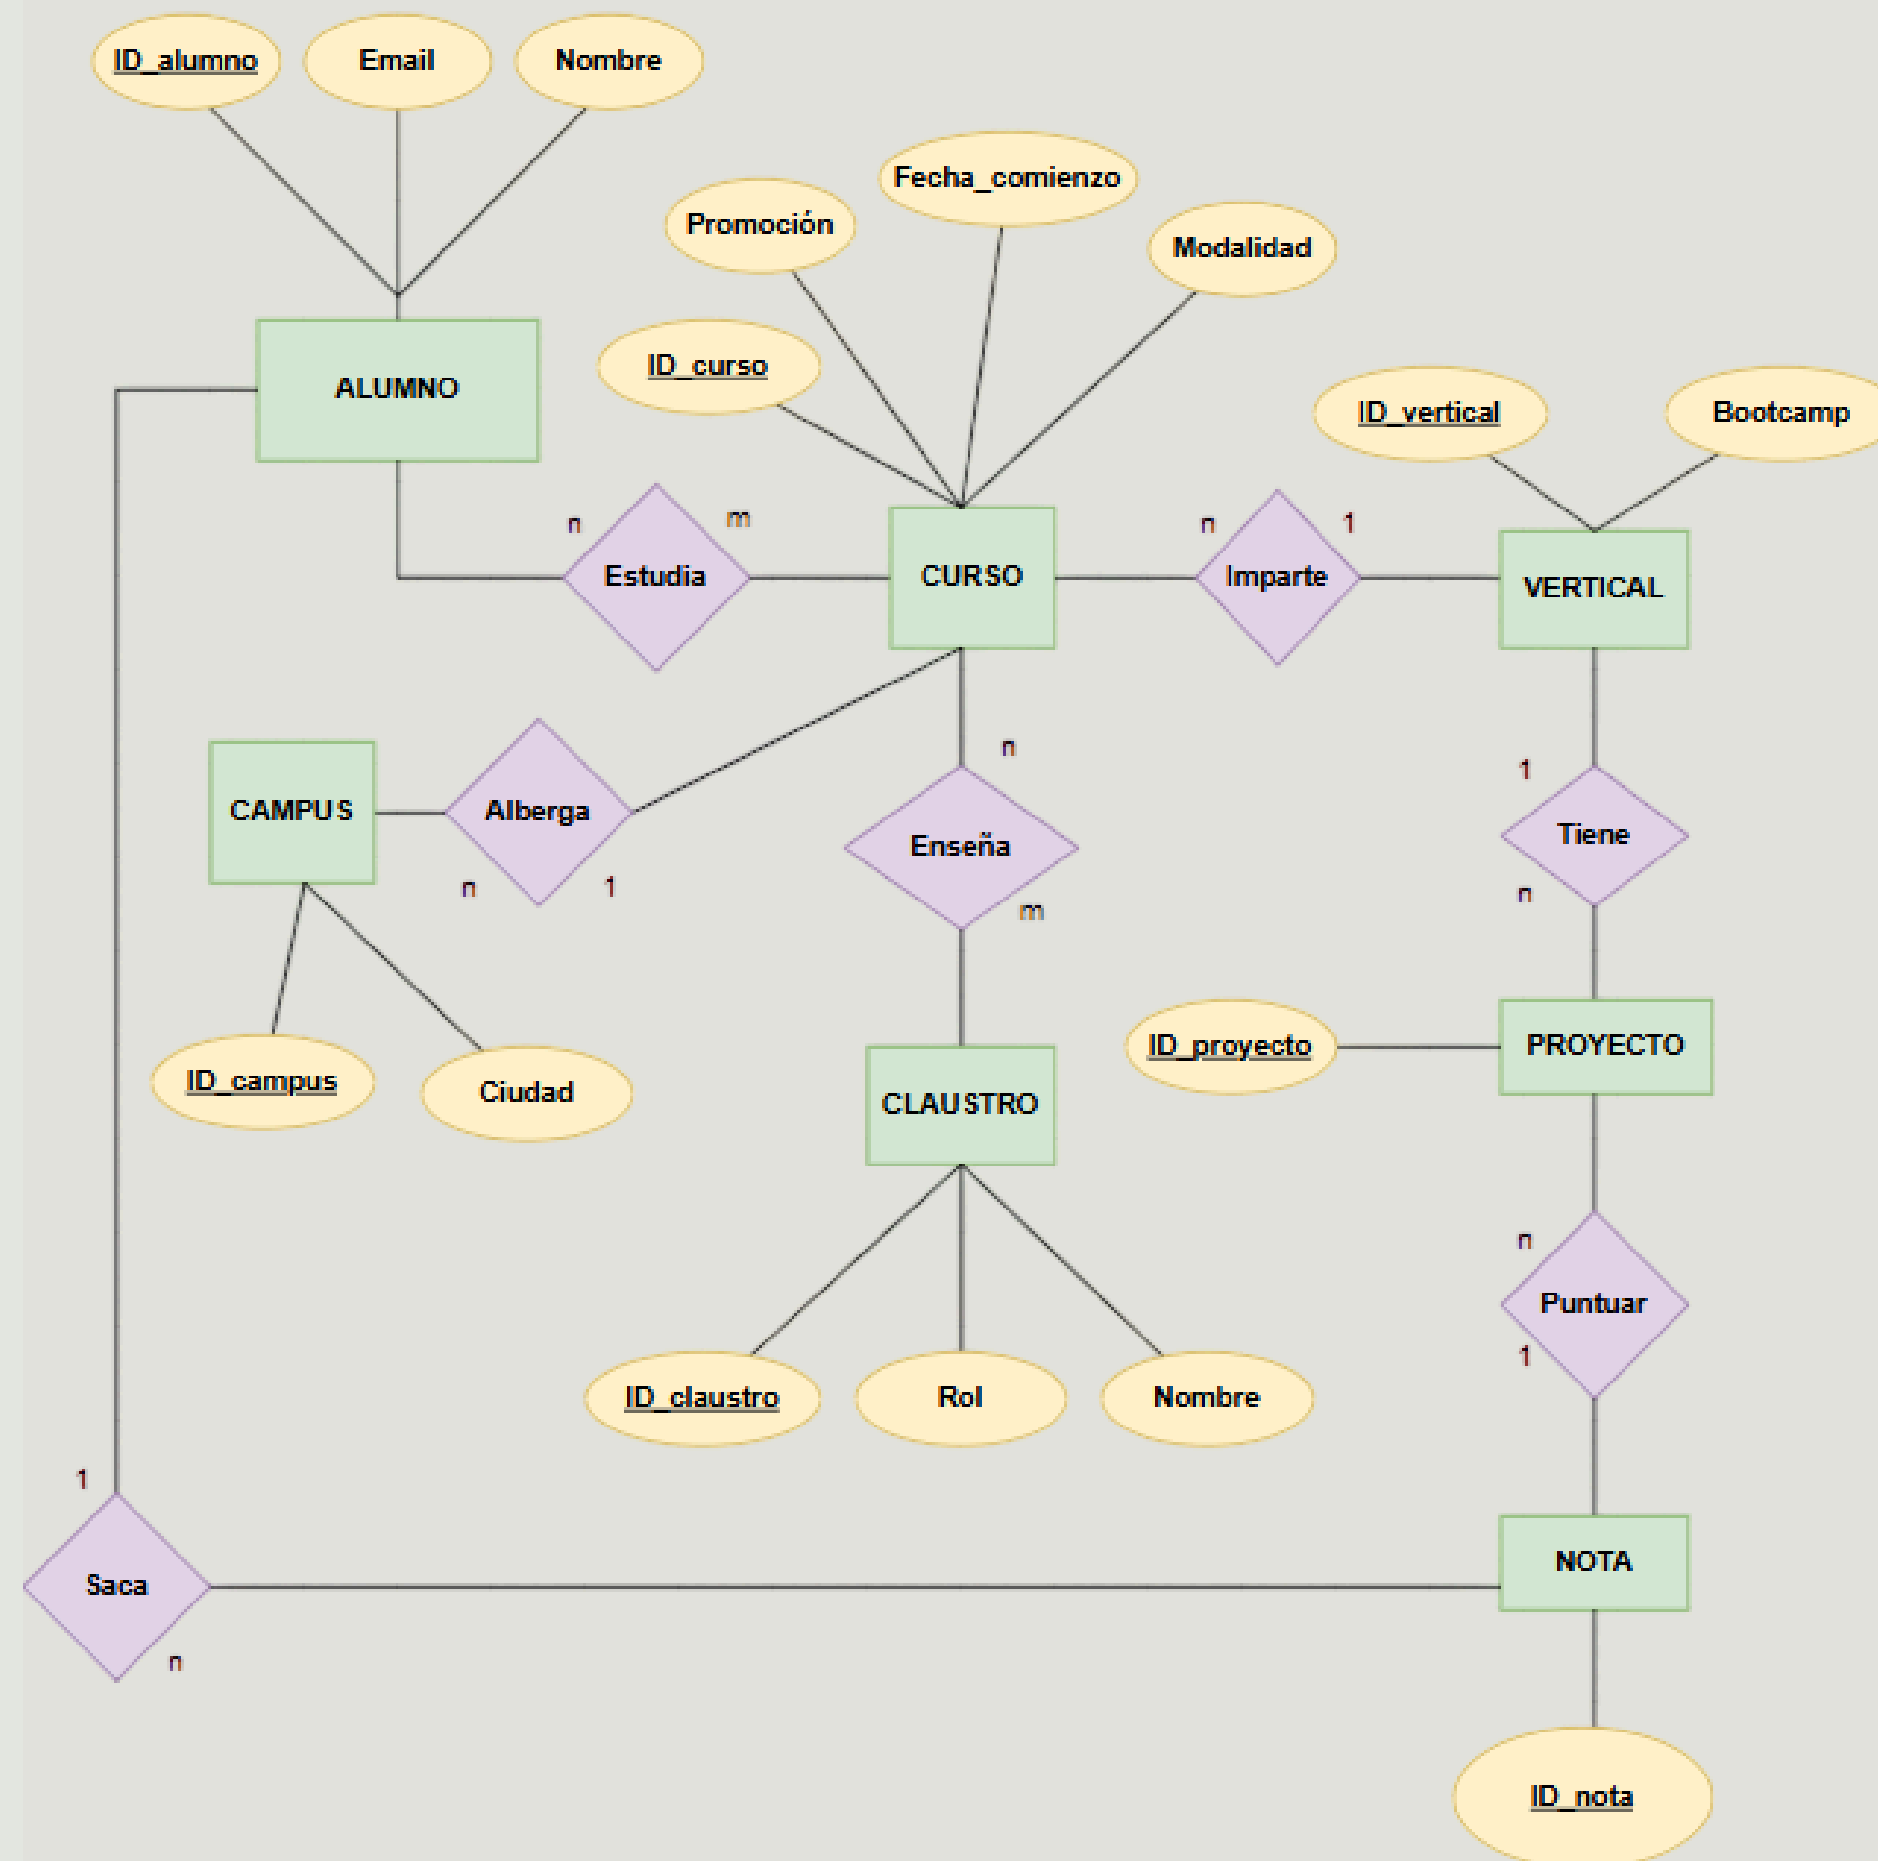 ID_alumno
Email
Nombre
Fecha_comienzo
Promoción
Modalidad
ID_curso
ALUMNO
ID_vertical
Bootcamp
n
m
n
1
Estudia
CURSO
Imparte
VERTICAL
n
1
CAMPUS
Alberga
Enseña
Tiene
n
1
n
m
ID_proyecto
PROYECTO
ID_campus
Ciudad
CLAUSTRO
n
Puntuar
1
ID_claustro
Rol
Nombre
1
Saca
NOTA
n
ID_nota